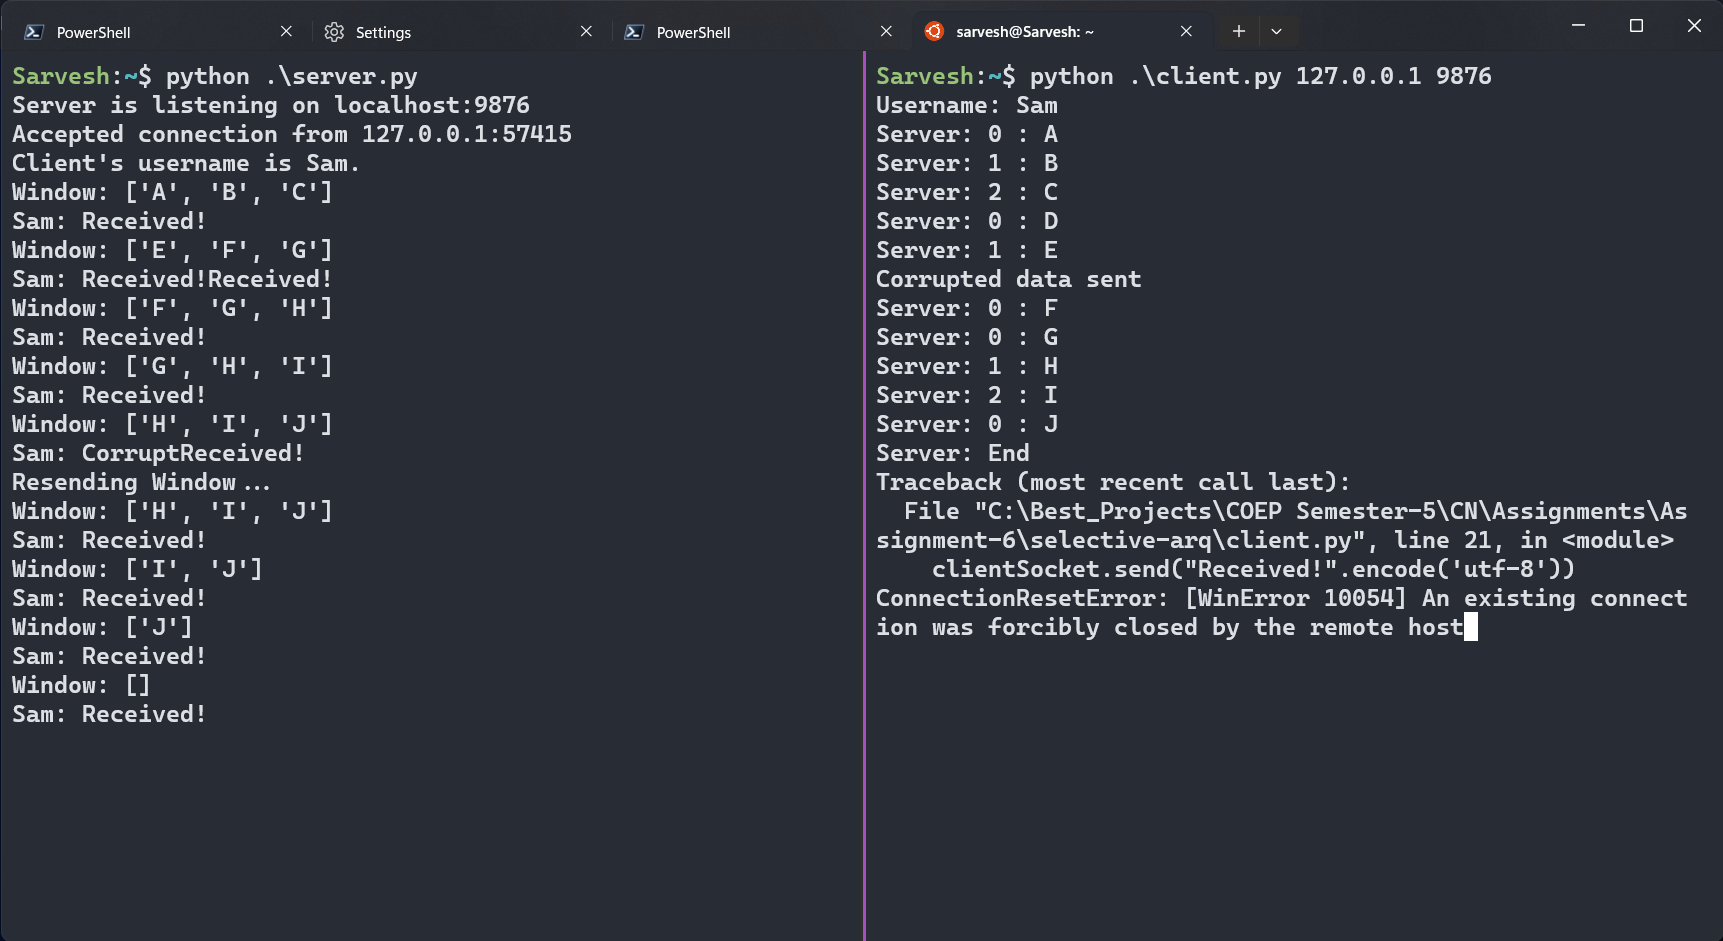 PowerShell
Settings
PowerShell
sarvesh@Sarvesh: ~
Sarvesh:~$ python .\server.py
Server is listening on localhost:9876
Accepted connection from 127.0.0.1:57415
Client's username is Sam.
Window: ['A', 'B', 'C']
Sam: Received!
Window: ['E', 'F', 'G']
Sam: Received!Received!
Window: ['F', 'G', 'H']
Sam: Received!
Window: ['G', 'H', 'I']
Sam: Received!
Window: ['H', 'I', 'J']
Sam: CorruptReceived!
Resending Window...
Window: ['H', 'I', 'J']
Sam: Received!
Window: ['I', 'J']
Sam: Received!
Window: ['J']
Sam: Received!
Window: []
Sam: Received!
Sarvesh:~$ python .\client.py 127.0.0.1 9876
Username: Sam
Server: 0 : A
Server: 1 : B
Server: 2 : C
Server: 0 : D
Server: 1 : E
Corrupted data sent
Server: 0 : F
Server: 0 : G
Server: 1 : H
Server: 2 : I
Server: 0 : J
Server: End
Traceback (most recent call last):
  File "C:\Best_Projects\COEP Semester-5\CN\Assignments\As
signment-6\selective-arq\client.py", line 21, in <module>
    clientSocket.send("Received!".encode('utf-8'))
ConnectionResetError: [WinError 10054] An existing connect
ion was forcibly closed by the remote host